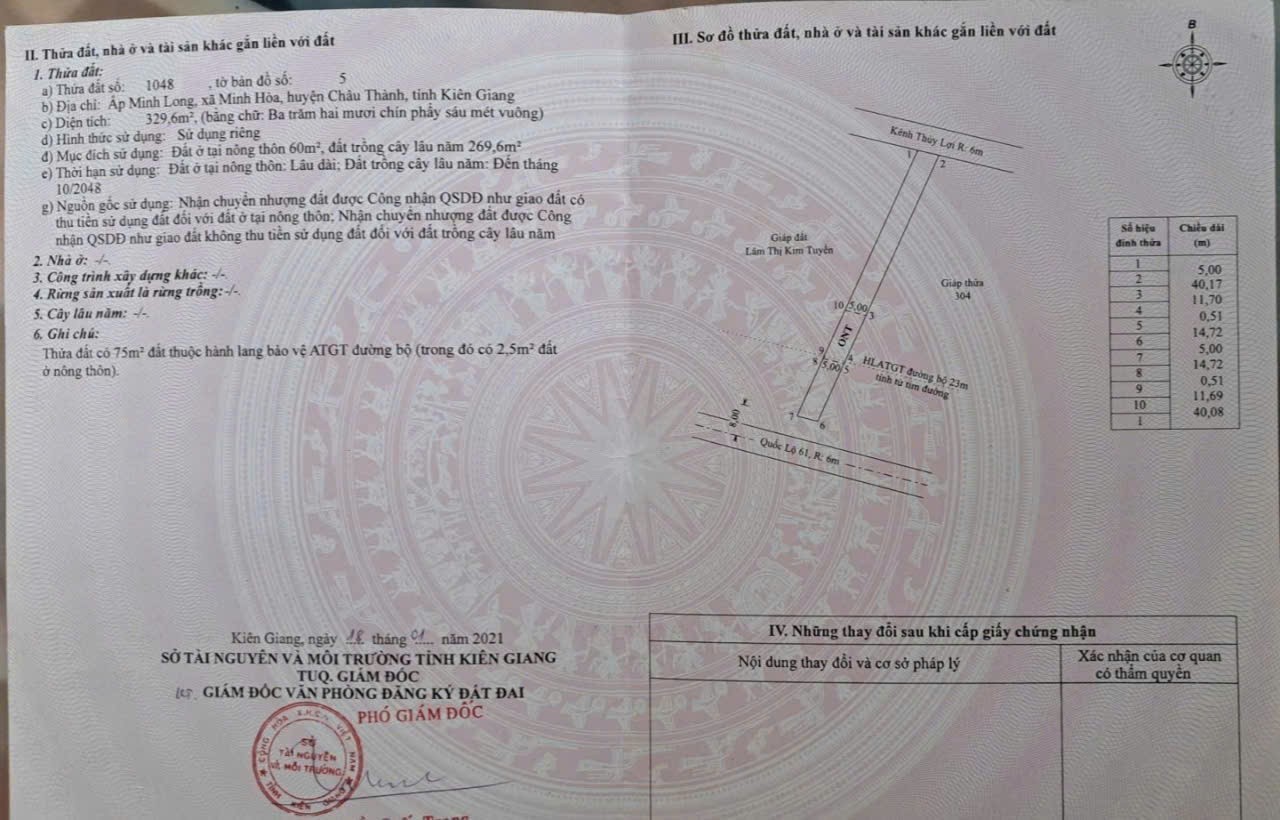 II. Thửa đất, nhà ở và tài sản khác gắn liền với đất
1. Thửa đất:
a) Thửa đất số: 1048 , tờ bản đồ số: 5
b) Địa chỉ: Ấp Minh Long, xã Minh Hòa, huyện Châu Thành, tỉnh Kiên Giang
c) Diện tích: 329,6m², (bằng chữ: Ba trăm hai mươi chín phẩy sáu mét vuông)
d) Hình thức sử dụng: Sử dụng riêng
đ) Mục đích sử dụng: Đất ở tại nông thôn 60m², đất trồng cây lâu năm 269,6m²
e) Thời hạn sử dụng: Đất ở tại nông thôn: Lâu dài; Đất trồng cây lâu năm: Đến tháng
10/2048
g) Nguồn gốc sử dụng: Nhận chuyển nhượng đất được Công nhận QSDĐ như giao đất có
thu tiền sử dụng đất đối với đất ở tại nông thôn; Nhận chuyển nhượng đất được Công
nhận QSDĐ như giao đất không thu tiền sử dụng đất đối với đất trồng cây lâu năm
2. Nhà ở: -/-.
3. Công trình xây dựng khác: -/-.
4. Rừng sản xuất là rừng trồng:-/-.
5. Cây lâu năm: -/-.
6. Ghi chú:
Thửa đất có 75m² đất thuộc hành lang bảo vệ ATGT đường bộ (trong đó có 2,5m² đất
ở nông thôn).
Kiên Giang, ngày 18 tháng 01 năm 2021
SỞ TÀI NGUYÊN VÀ MÔI TRƯỜNG TỈNH KIÊN GIANG
TUQ. GIÁM ĐỐC
GIÁM ĐỐC VĂN PHÒNG ĐĂNG KÝ ĐẤT ĐAI
PHÓ GIÁM ĐỐC
CỘNG HÒA X.H.C.N VIỆT NAM
SỞ
TÀI NGUYÊN
VÀ MÔI TRƯỜNG
TỈNH KIÊN GIANG
III. Sơ đồ thửa đất, nhà ở và tài sản khác gắn liền với đất
B
Kênh Thủy Lợi R: 6m
1
2
Giáp đất
Lâm Thị Kim Tuyền
Giáp thửa
304
10 5,00 3
ONT
9
4
8 5,00 5
HLATGT đường bộ 23m
tính từ tim đường
7
6
8,00
Quốc Lộ 61, R: 6m
Số hiệu đỉnh thửa
Chiều dài (m)
1
5,00
2
40,17
3
11,70
4
0,51
5
14,72
6
5,00
7
14,72
8
0,51
9
11,69
10
40,08
1
IV. Những thay đổi sau khi cấp giấy chứng nhận
Nội dung thay đổi và cơ sở pháp lý
Xác nhận của cơ quan
có thẩm quyền